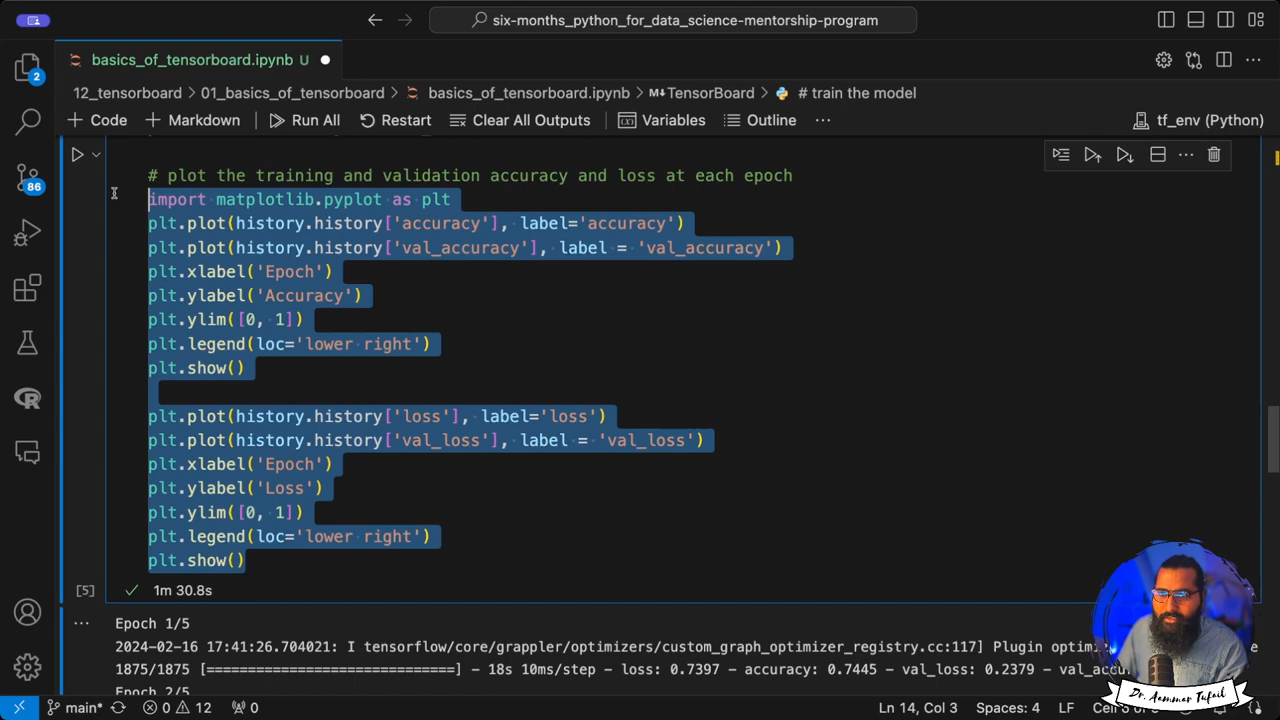 six-months_python_for_data_science-mentorship-program
basics_of_tensorboard.ipynb U
12_tensorboard > 01_basics_of_tensorboard > basics_of_tensorboard.ipynb > TensorBoard > # train the model
+ Code + Markdown Run All Restart Clear All Outputs Variables Outline ... tf_env (Python)
2
86
# plot the training and validation accuracy and loss at each epoch
import matplotlib.pyplot as plt
plt.plot(history.history['accuracy'], label='accuracy')
plt.plot(history.history['val_accuracy'], label = 'val_accuracy')
plt.xlabel('Epoch')
plt.ylabel('Accuracy')
plt.ylim([0, 1])
plt.legend(loc='lower right')
plt.show()
plt.plot(history.history['loss'], label='loss')
plt.plot(history.history['val_loss'], label = 'val_loss')
plt.xlabel('Epoch')
plt.ylabel('Loss')
plt.ylim([0, 1])
plt.legend(loc='lower right')
plt.show()
[5] 1m 30.8s
... Epoch 1/5
2024-02-16 17:41:26.704021: I tensorflow/core/grappler/optimizers/custom_graph_optimizer_registry.cc:117] Plugin
1875/1875 [==============================] - 18s 10ms/step - loss: 0.7397 - accuracy: 0.7445 - val_loss: 0.2379
Epoch 2/5
Dr. Aammar Tufail
main* 0 12 0 Ln 14, Col 3 Spaces: 4 LF